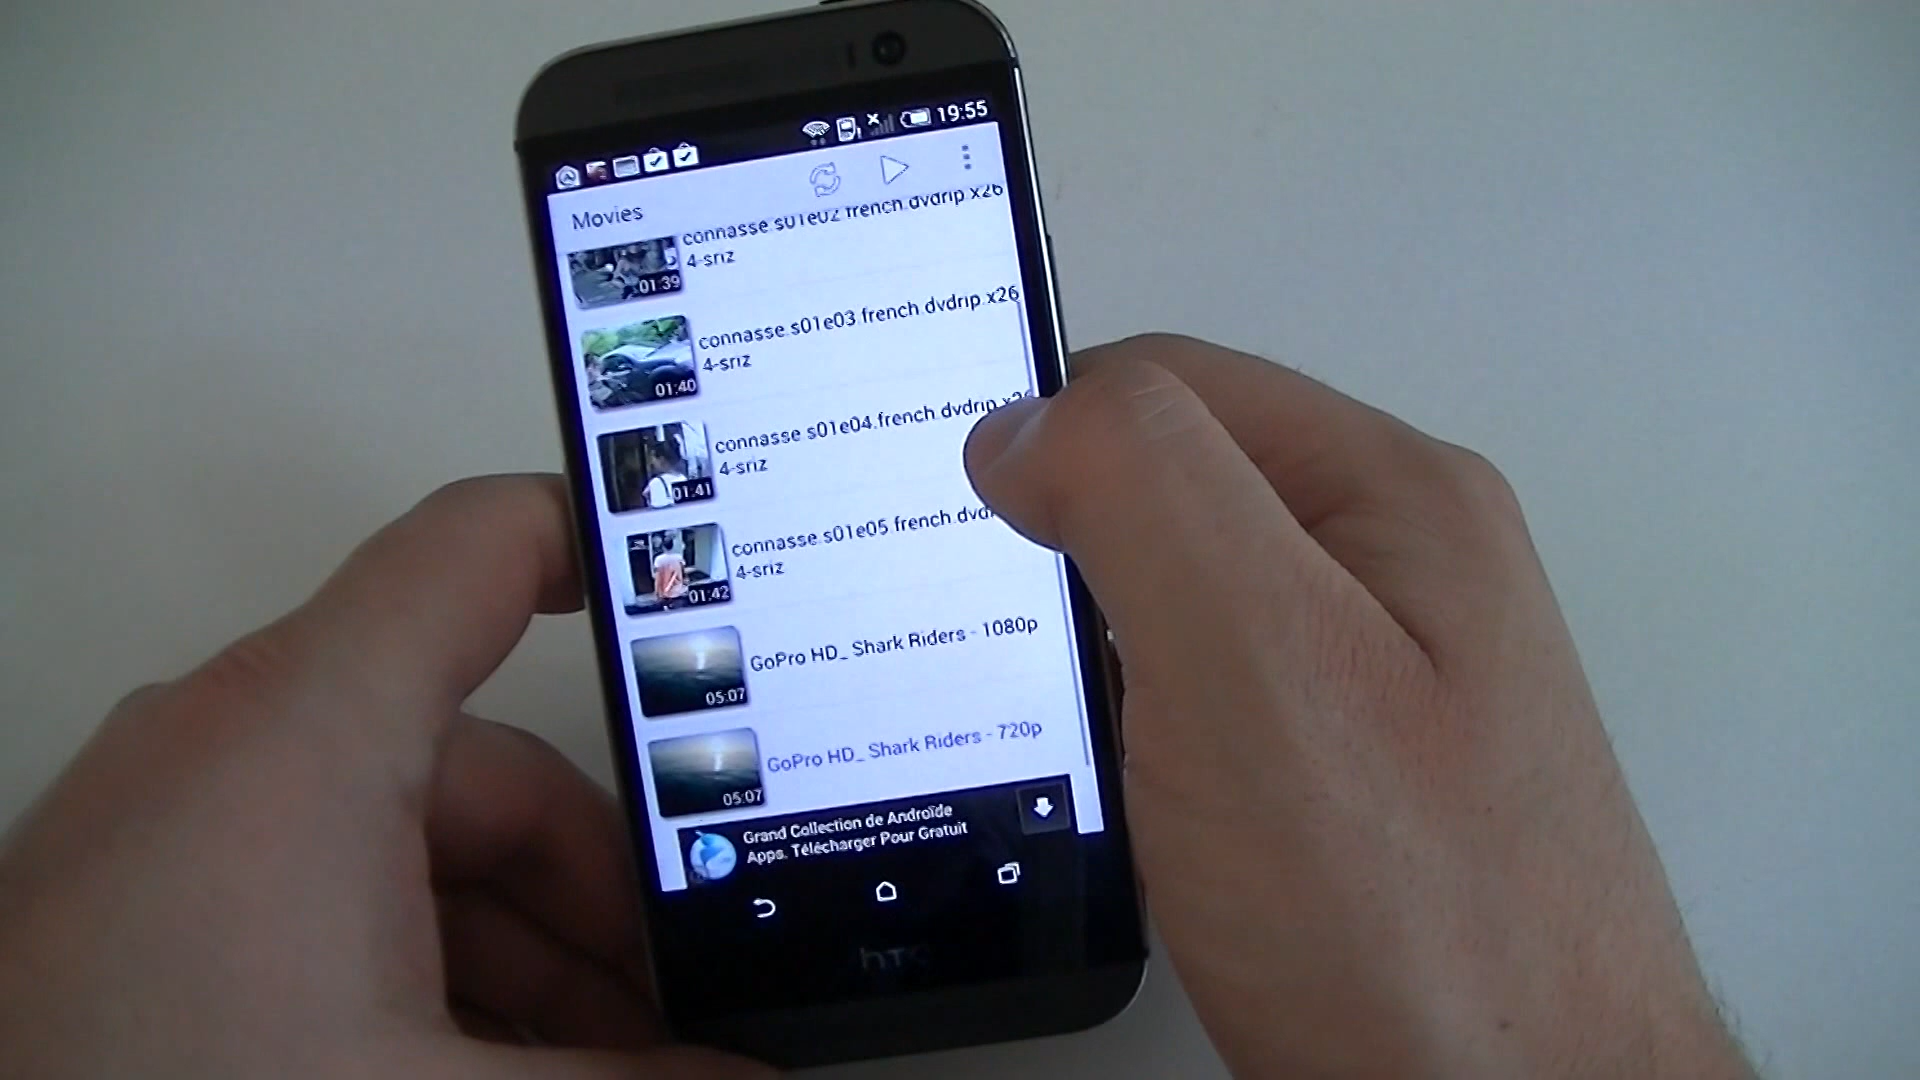 19:55
Movies
connasse.s01e02.french.dvdrip.x26
4-sriz
01:39
connasse.s01e03.french.dvdrip.x26
4-sriz
01:40
connasse.s01e04.french.dvdrip.x26
4-sriz
01:41
connasse.s01e05.french.dvdr
4-sriz
01:42
GoPro HD_ Shark Riders - 1080p
05:07
GoPro HD_ Shark Riders - 720p
05:07
Grand Collection de Androïde
Apps. Télécharger Pour Gratuit
hTC